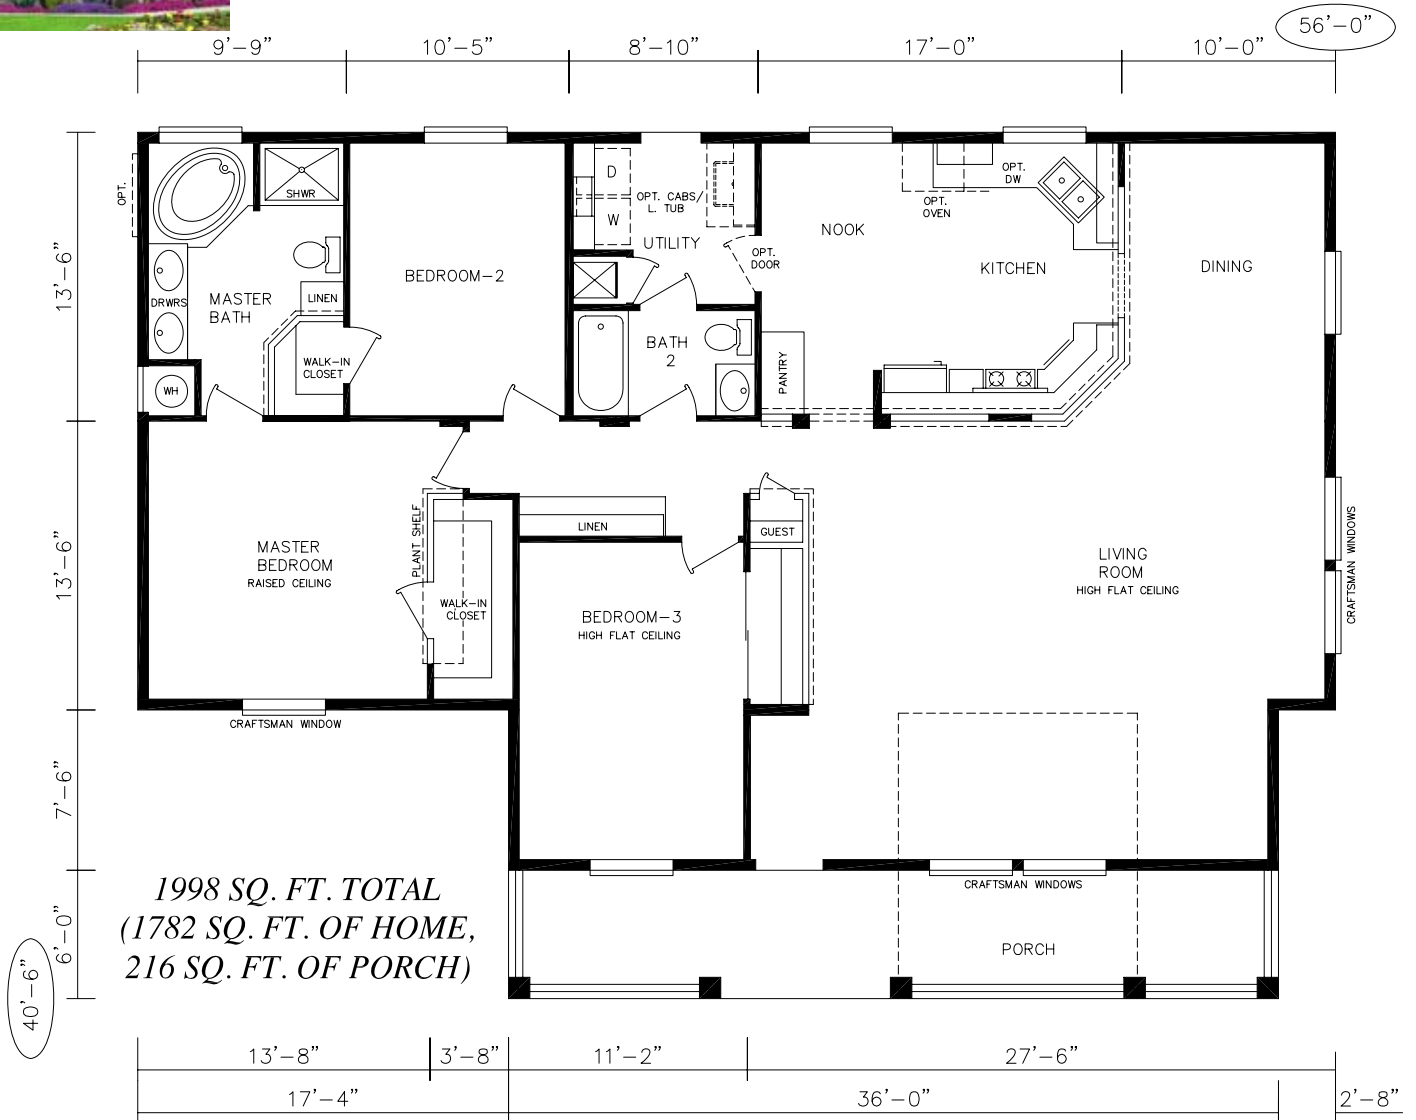 56'-0"
9'-9" 10'-5" 8'-10" 17'-0" 10'-0"
OPT.
SHWR
D
W
OPT. CABS/
L. TUB
UTILITY
OPT.
DOOR
OPT.
DW
OPT.
OVEN
NOOK
KITCHEN
DINING
13'-6"
BEDROOM-2
DRWRS
MASTER
BATH
LINEN
WALK-IN
CLOSET
WH
BATH
2
PANTRY
13'-6"
MASTER
BEDROOM
RAISED CEILING
PLANT SHELF
WALK-IN
CLOSET
LINEN
GUEST
BEDROOM-3
HIGH FLAT CEILING
LIVING
ROOM
HIGH FLAT CEILING
CRAFTSMAN WINDOWS
CRAFTSMAN WINDOW
7'-6"
CRAFTSMAN WINDOWS
1998 SQ. FT. TOTAL
(1782 SQ. FT. OF HOME,
216 SQ. FT. OF PORCH)
6'-0"
PORCH
40'-6"
13'-8" 3'-8" 11'-2" 27'-6"
17'-4" 36'-0" 2'-8"